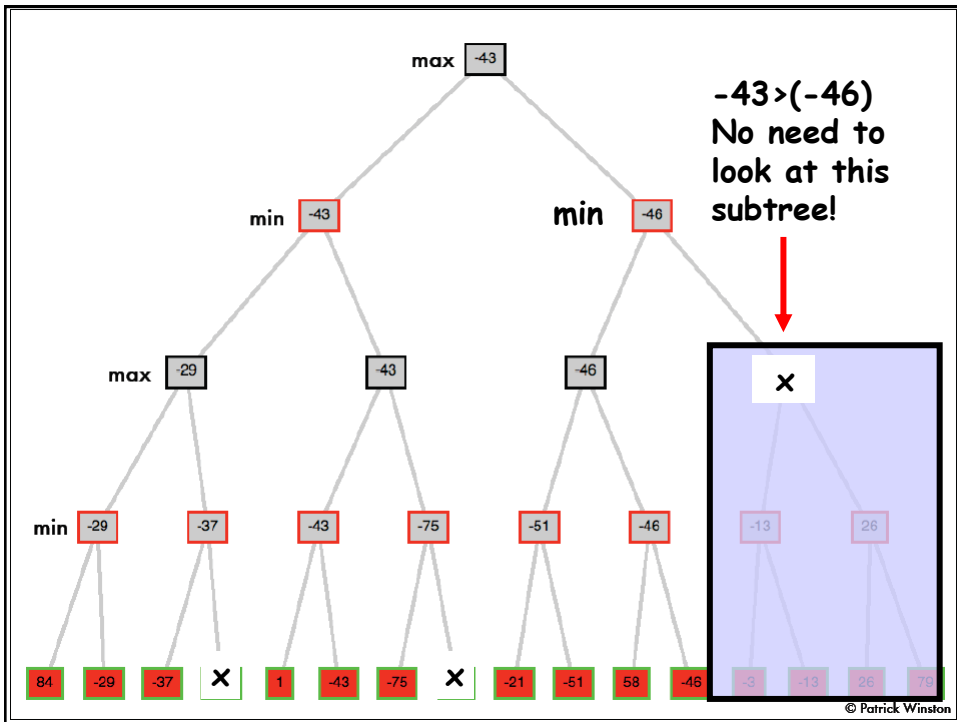 max -43
-43>(-46)
No need to
look at this
subtree!
min -43 min -46
max -29 -43 -46 x
min -29 -37 -43 -75 -51 -46 -13 26
84 -29 -37 x 1 -43 -75 x -21 -51 58 -46 -3 -13 26 79
© Patrick Winston